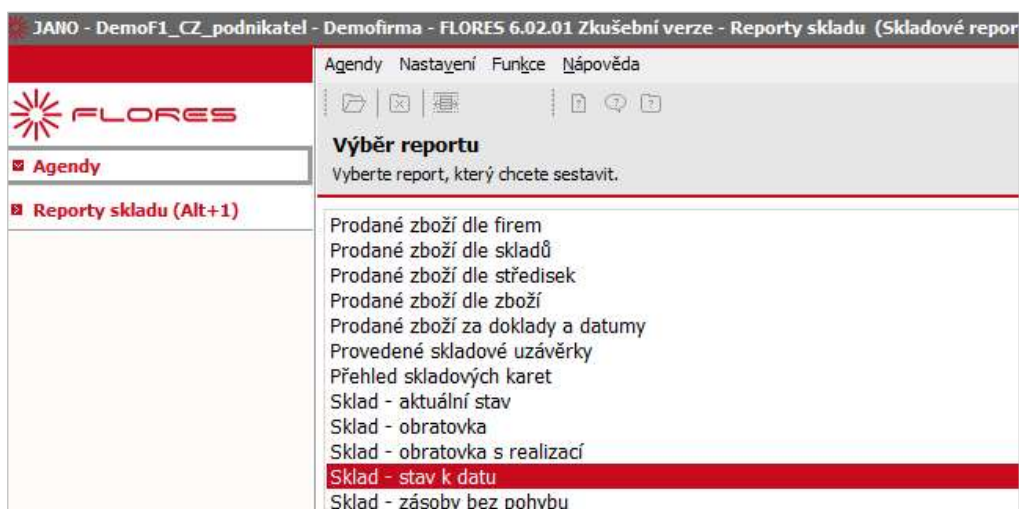 JANO - DemoF1_CZ_podnikatel - Demofirma - FLORES 6.02.01 Zkušební verze - Reporty skladu (Skladové repor
Agendy Nastavení Funkce Nápověda
FLORES
Výběr reportu
Vyberte report, který chcete sestavit.
Agendy
Reporty skladu (Alt+1)
Prodané zboží dle firem
Prodané zboží dle skladů
Prodané zboží dle středisek
Prodané zboží dle zboží
Prodané zboží za doklady a datumy
Provedené skladové uzávěrky
Přehled skladových karet
Sklad - aktuální stav
Sklad - obratovka
Sklad - obratovka s realizací
Sklad - stav k datu
Sklad - zásoby bez pohybu